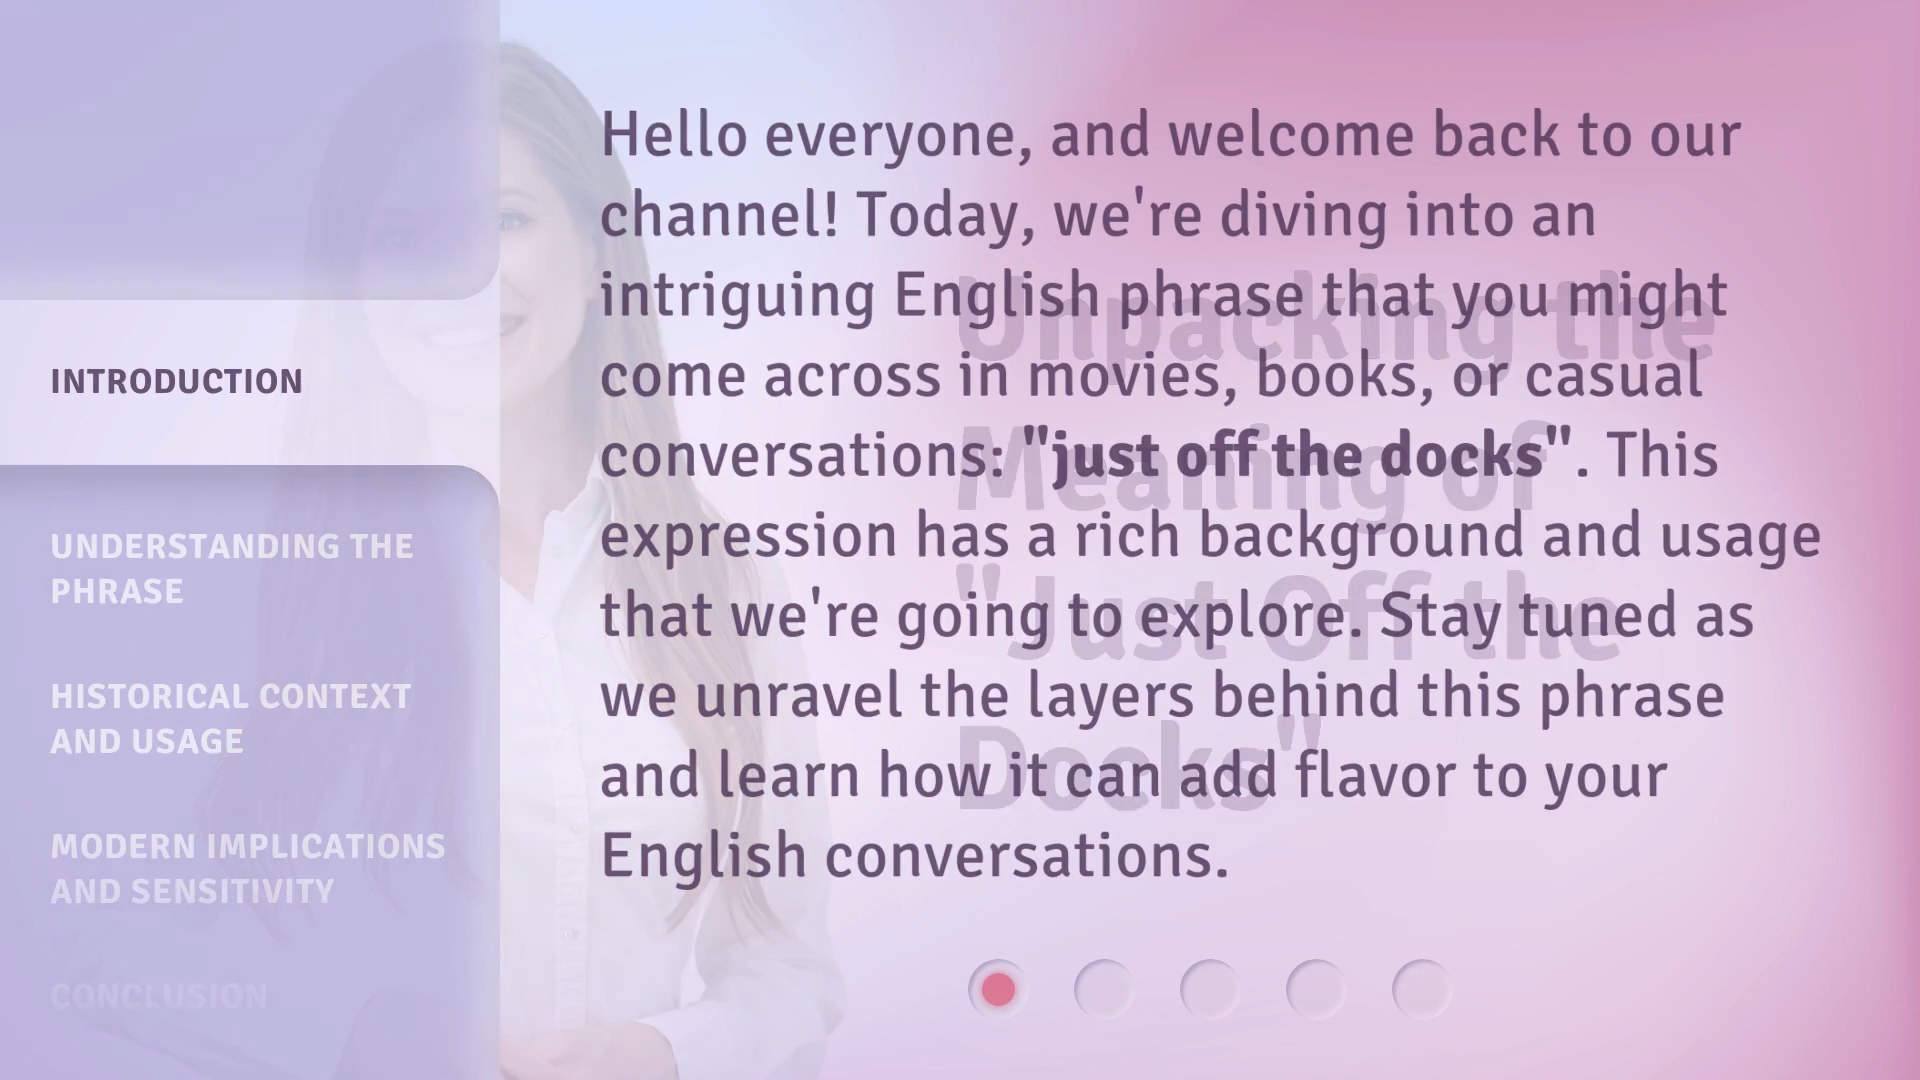 INTRODUCTION
UNDERSTANDING THE
PHRASE
HISTORICAL CONTEXT
AND USAGE
MODERN IMPLICATIONS
AND SENSITIVITY
CONCLUSION
Hello everyone, and welcome back to our
channel! Today, we're diving into an
intriguing English phrase that you might
come across in movies, books, or casual
conversations: "just off the docks". This
expression has a rich background and usage
that we're going to explore. Stay tuned as
we unravel the layers behind this phrase
and learn how it can add flavor to your
English conversations.
Unpacking the
Meaning of
"Just Off the
Docks"